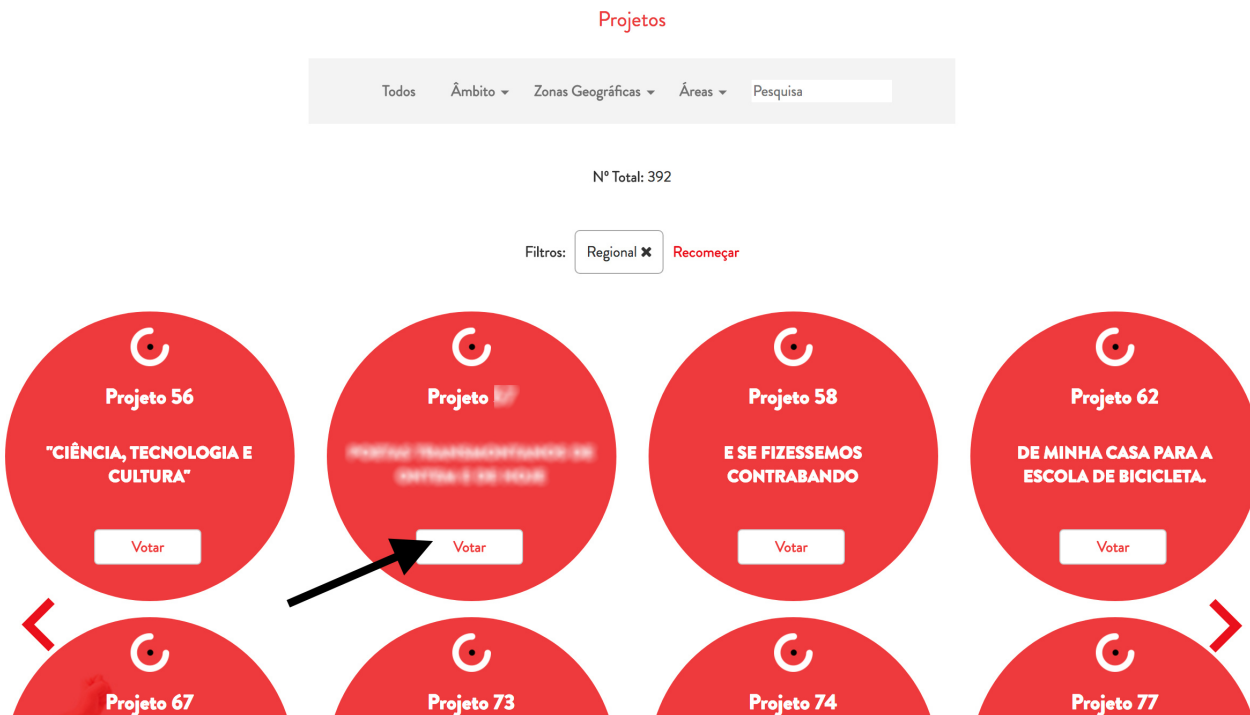 Projetos
Todos Âmbito Zonas Geográficas Áreas Pesquisa
Nº Total: 392
Filtros: Regional ✖ Recomeçar
Projeto 56
"CIÊNCIA, TECNOLOGIA E
CULTURA"
Votar
Projeto
Votar
Projeto 58
E SE FIZESSEMOS
CONTRABANDO
Votar
Projeto 62
DE MINHA CASA PARA A
ESCOLA DE BICICLETA.
Votar
Projeto 67
Projeto 73
Projeto 74
Projeto 77